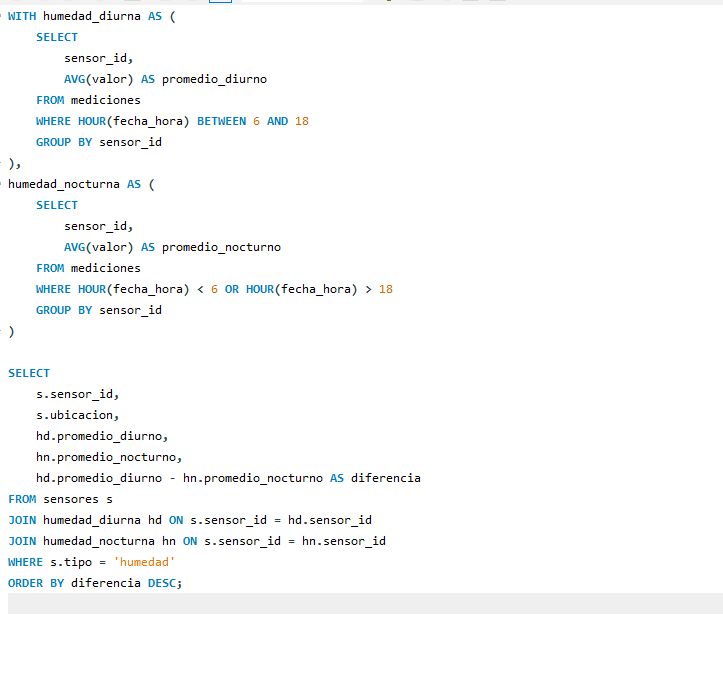 WITH humedad_diurna AS (
    SELECT
        sensor_id,
        AVG(valor) AS promedio_diurno
    FROM mediciones
    WHERE HOUR(fecha_hora) BETWEEN 6 AND 18
    GROUP BY sensor_id
),
humedad_nocturna AS (
    SELECT
        sensor_id,
        AVG(valor) AS promedio_nocturno
    FROM mediciones
    WHERE HOUR(fecha_hora) < 6 OR HOUR(fecha_hora) > 18
    GROUP BY sensor_id
)
SELECT
    s.sensor_id,
    s.ubicacion,
    hd.promedio_diurno,
    hn.promedio_nocturno,
    hd.promedio_diurno - hn.promedio_nocturno AS diferencia
FROM sensores s
JOIN humedad_diurna hd ON s.sensor_id = hd.sensor_id
JOIN humedad_nocturna hn ON s.sensor_id = hn.sensor_id
WHERE s.tipo = 'humedad'
ORDER BY diferencia DESC;